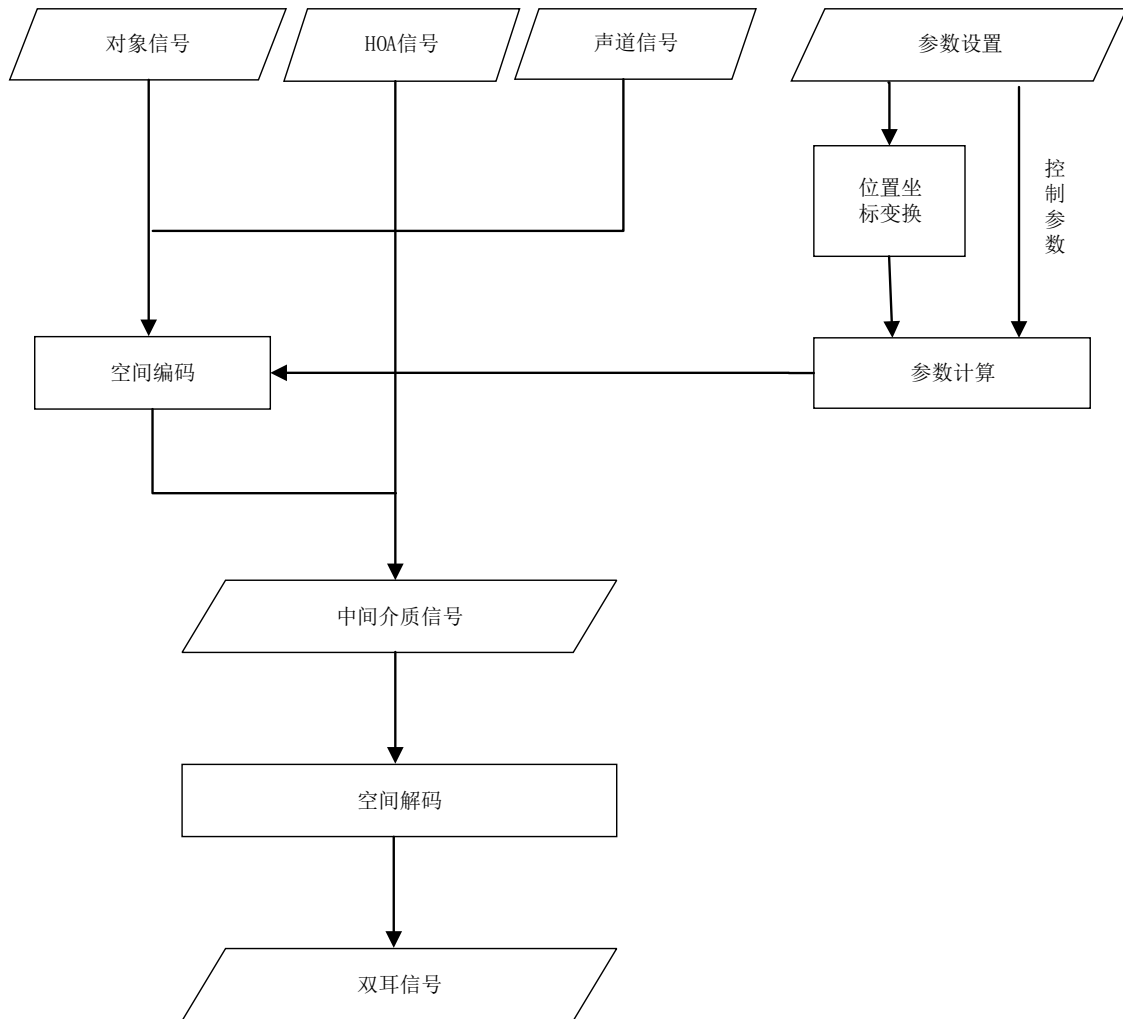 对象信号
HOA信号
声道信号
参数设置
位置坐
标变换
控
制
参
数
空间编码
参数计算
中间介质信号
空间解码
双耳信号